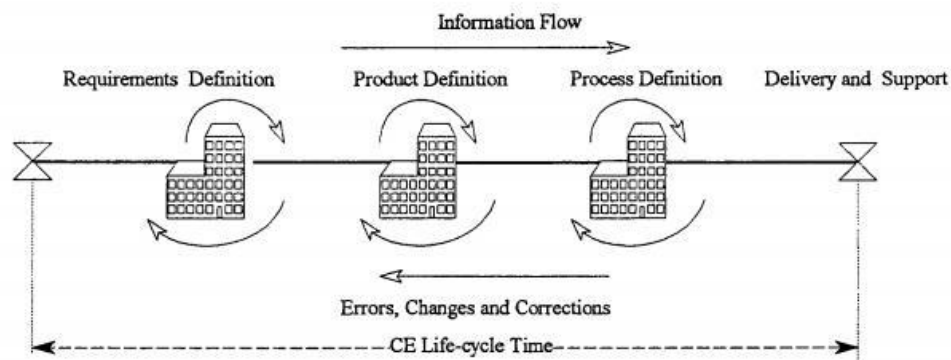 Information Flow
Requirements Definition
Product Definition
Process Definition
Delivery and Support
Errors, Changes and Corrections
CE Life-cycle Time